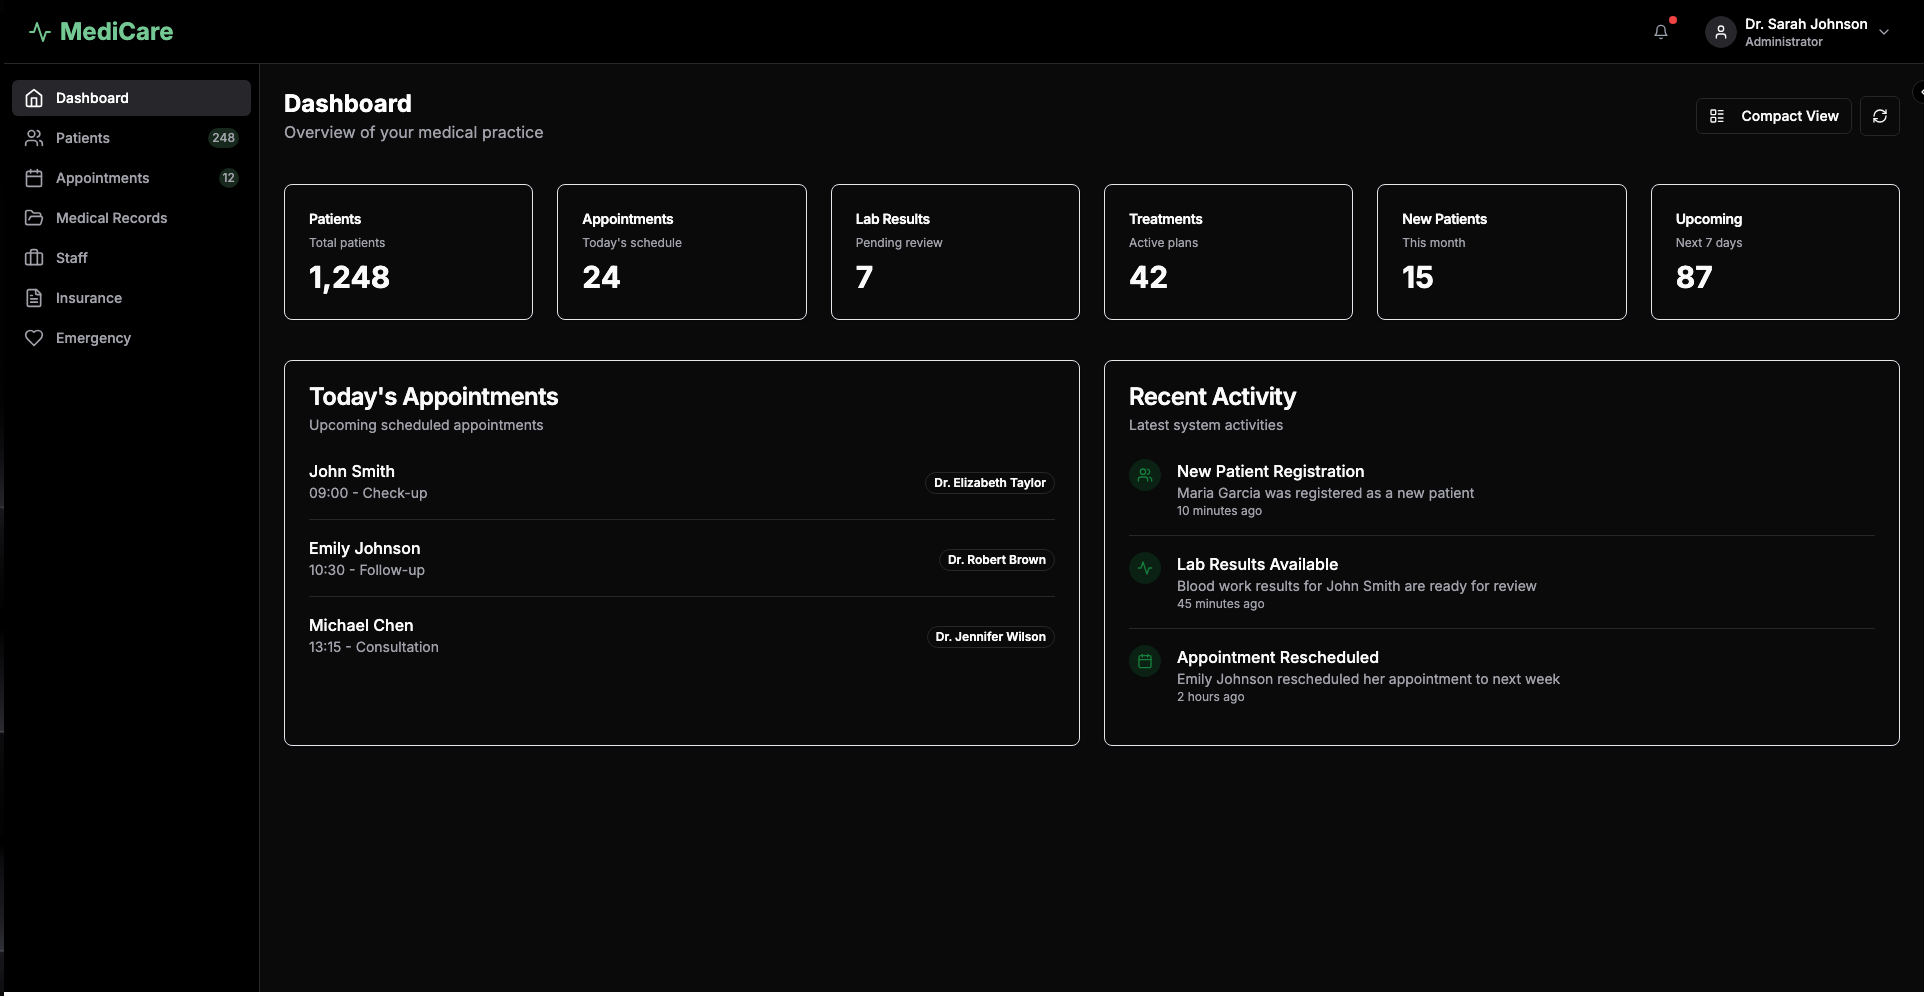 MediCare
Dr. Sarah Johnson
Administrator
Dashboard
Patients 248
Appointments 12
Medical Records
Staff
Insurance
Emergency
Dashboard
Overview of your medical practice
Compact View
Patients
Total patients
1,248
Appointments
Today's schedule
24
Lab Results
Pending review
7
Treatments
Active plans
42
New Patients
This month
15
Upcoming
Next 7 days
87
Today's Appointments
Upcoming scheduled appointments
John Smith
09:00 - Check-up
Dr. Elizabeth Taylor
Emily Johnson
10:30 - Follow-up
Dr. Robert Brown
Michael Chen
13:15 - Consultation
Dr. Jennifer Wilson
Recent Activity
Latest system activities
New Patient Registration
Maria Garcia was registered as a new patient
10 minutes ago
Lab Results Available
Blood work results for John Smith are ready for review
45 minutes ago
Appointment Rescheduled
Emily Johnson rescheduled her appointment to next week
2 hours ago